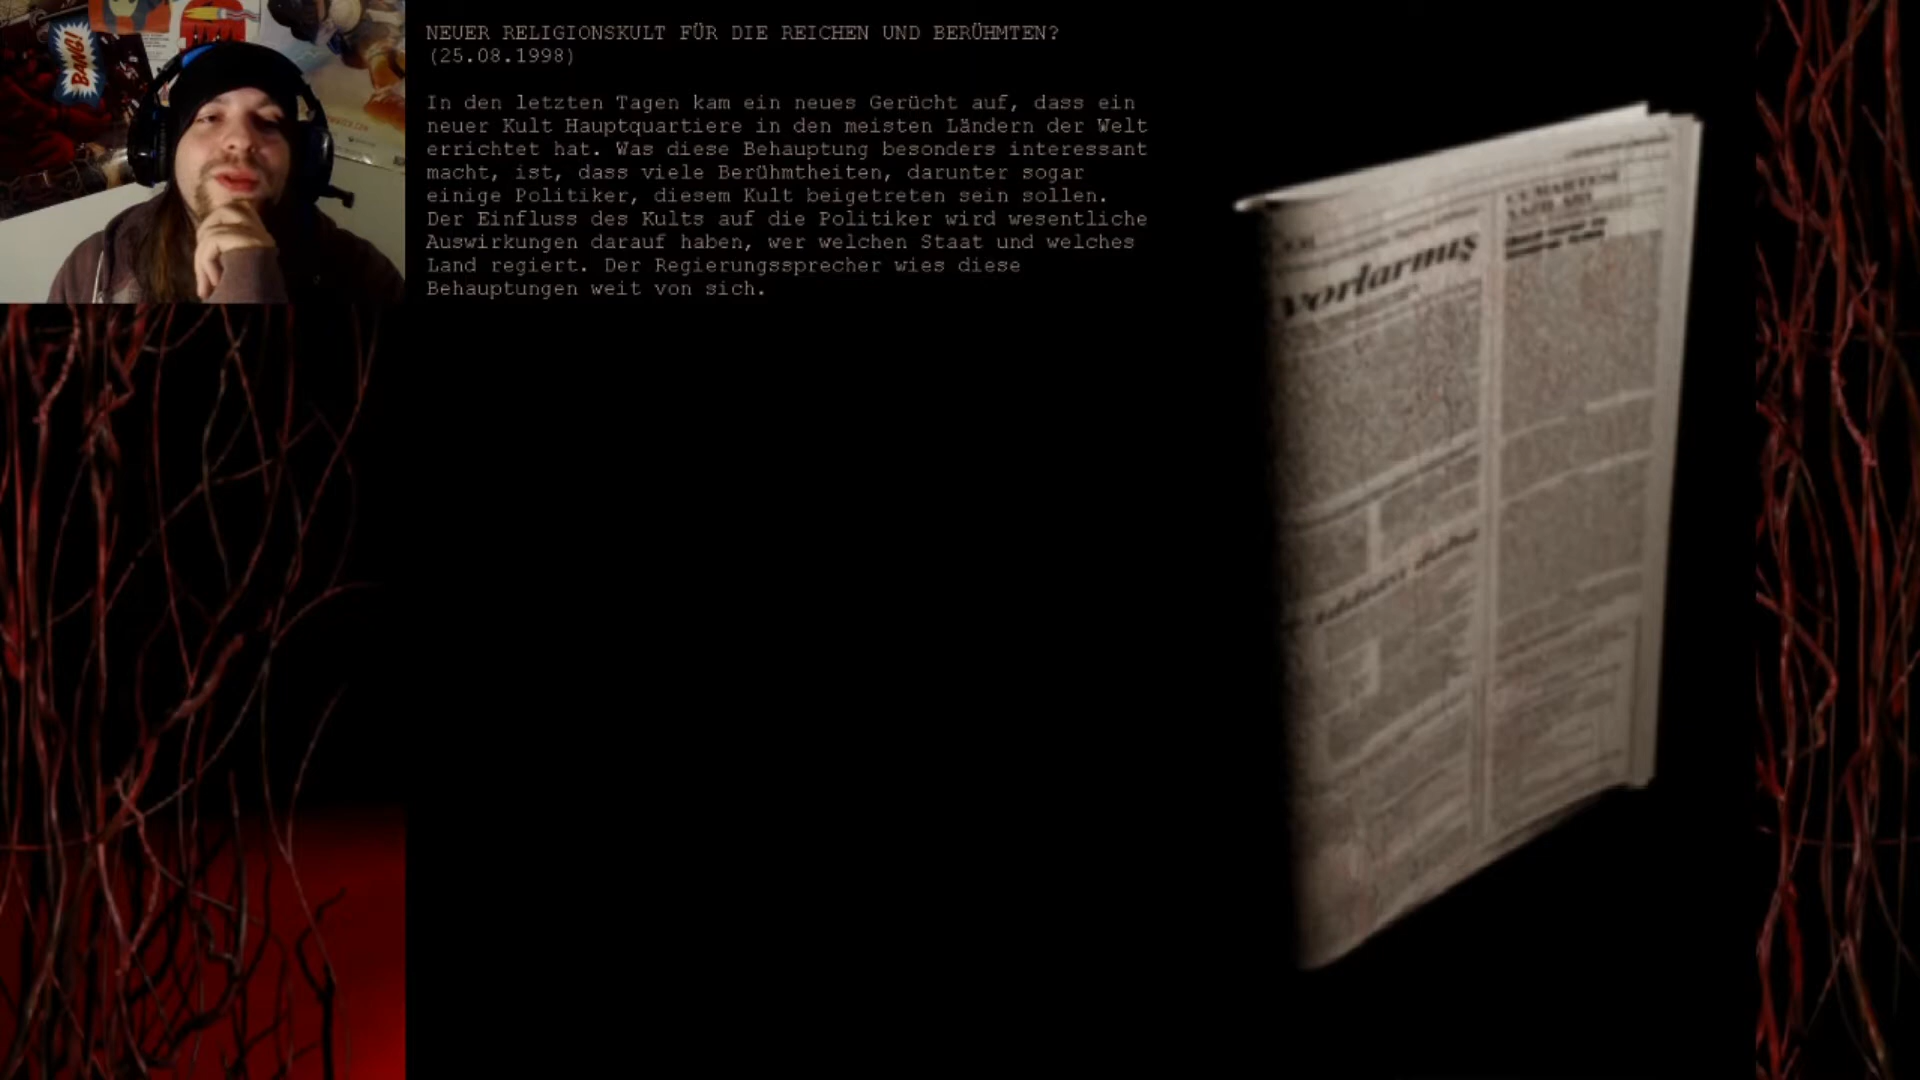 BANG!
NEUER RELIGIONSKULT FÜR DIE REICHEN UND BERÜHMTEN?
(25.08.1998)
In den letzten Tagen kam ein neues Gerücht auf, dass ein
neuer Kult Hauptquartiere in den meisten Ländern der Welt
errichtet hat. Was diese Behauptung besonders interessant
macht, ist, dass viele Berühmtheiten, darunter sogar
einige Politiker, diesem Kult beigetreten sein sollen.
Der Einfluss des Kults auf die Politiker wird wesentliche
Auswirkungen darauf haben, wer welchen Staat und welches
Land regiert. Der Regierungssprecher wies diese
Behauptungen weit von sich.
vorlarmış